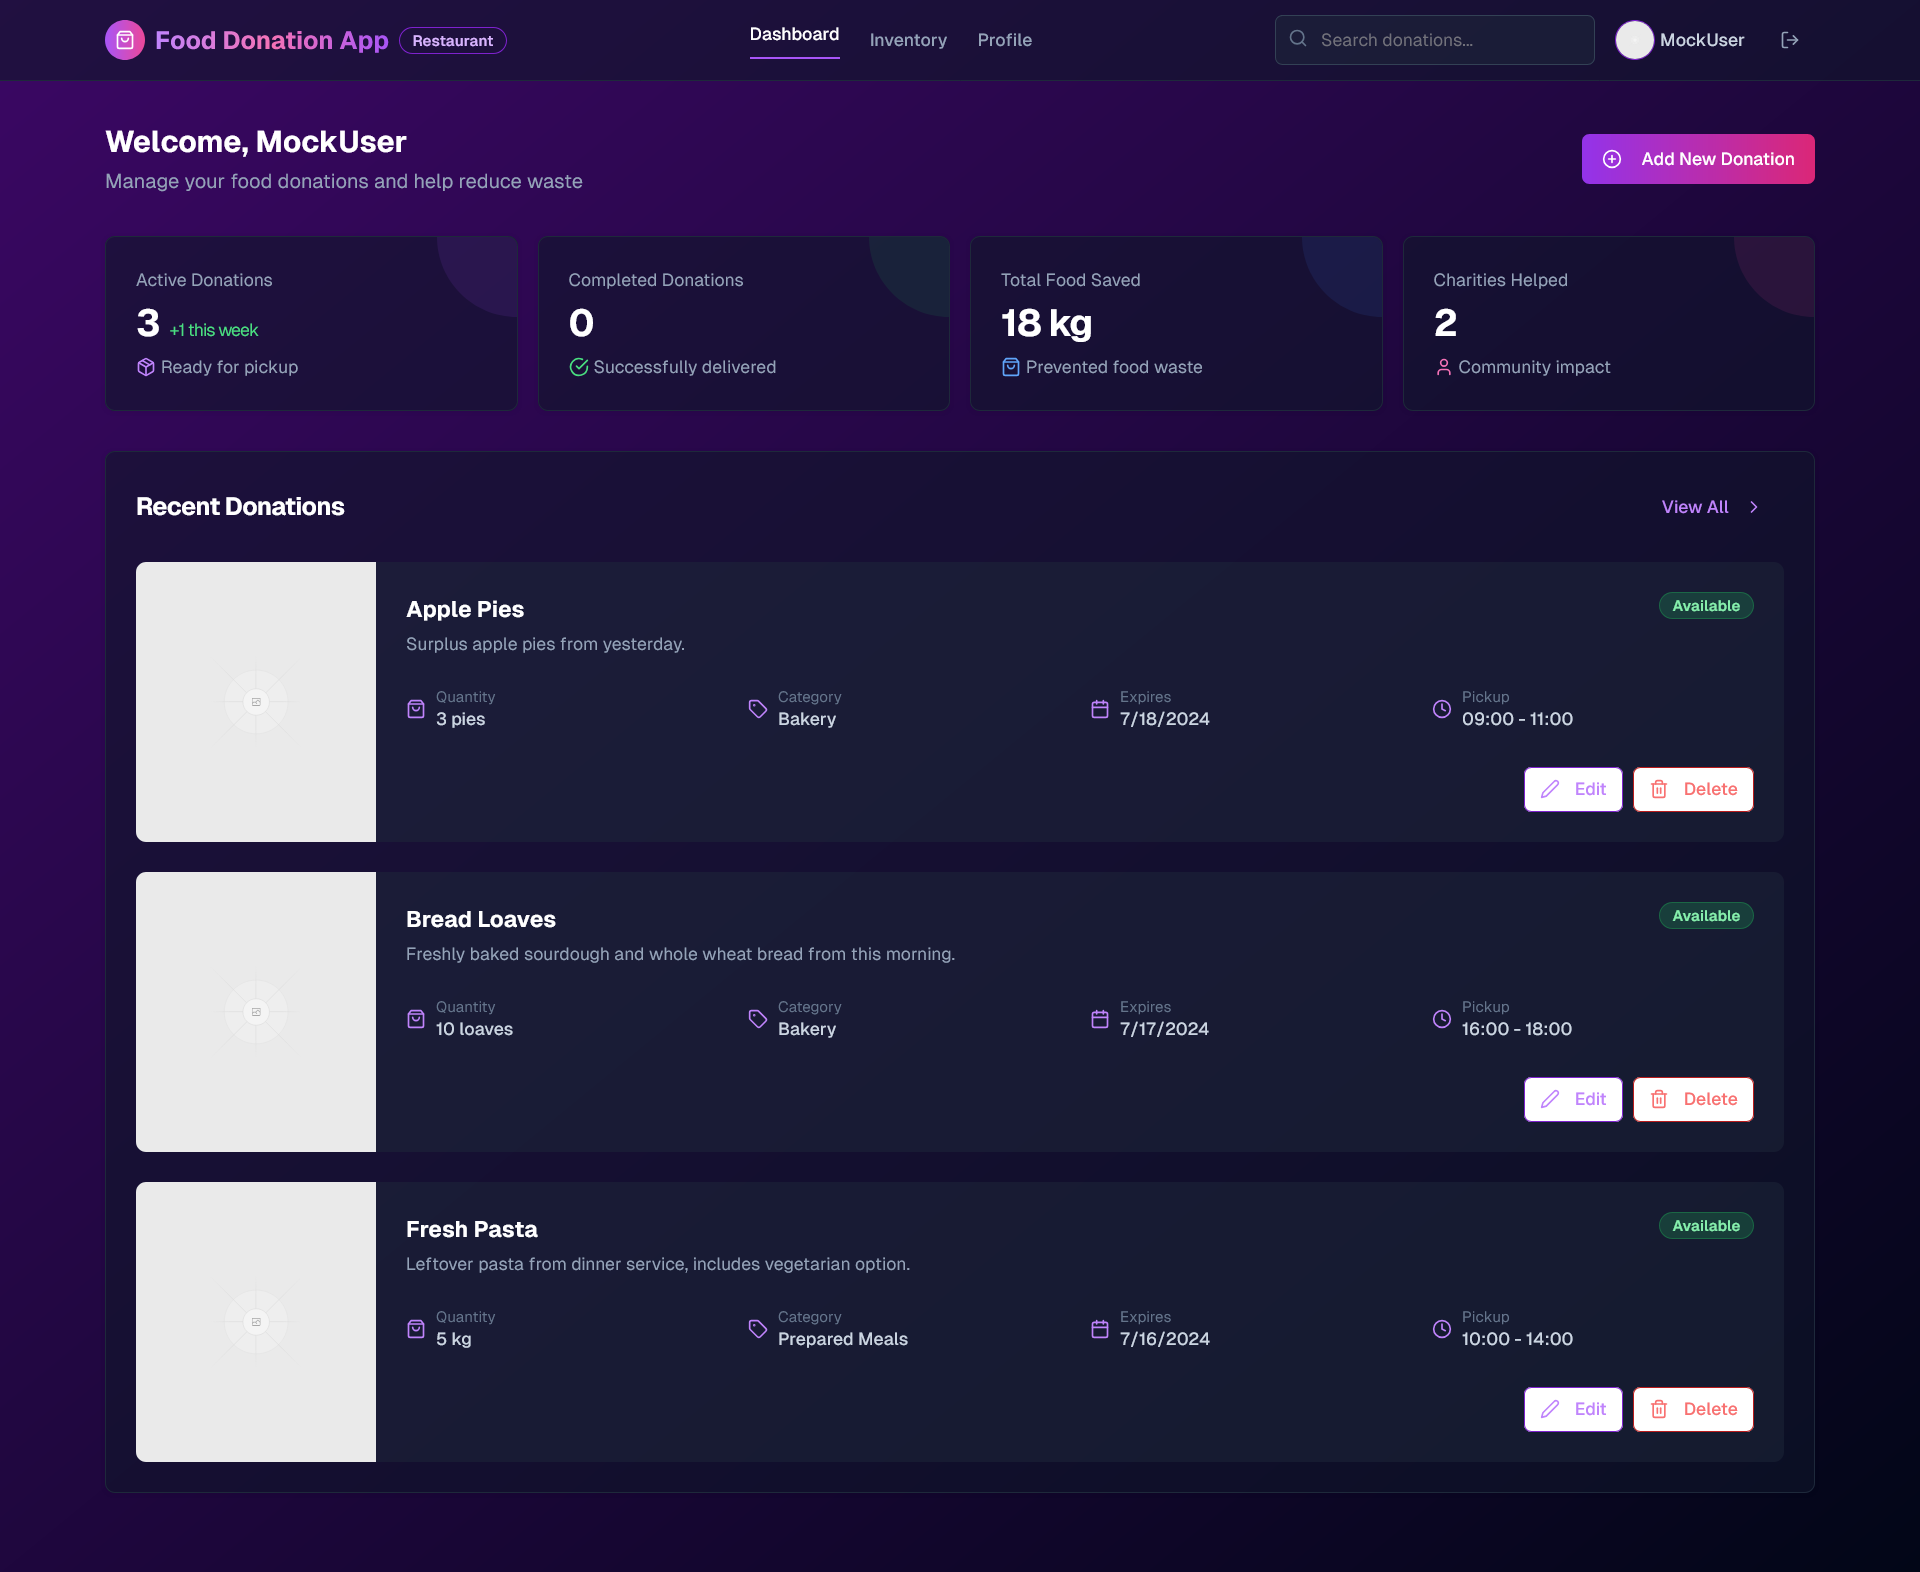 Food Donation App
Restaurant
Dashboard
Inventory
Profile
Search donations...
MockUser
Welcome, MockUser
Manage your food donations and help reduce waste
Add New Donation
Active Donations
3 +1 this week
Ready for pickup
Completed Donations
0
Successfully delivered
Total Food Saved
18 kg
Prevented food waste
Charities Helped
2
Community impact
Recent Donations
View All
Apple Pies
Available
Surplus apple pies from yesterday.
Quantity
3 pies
Category
Bakery
Expires
7/18/2024
Pickup
09:00 - 11:00
Edit
Delete
Bread Loaves
Available
Freshly baked sourdough and whole wheat bread from this morning.
Quantity
10 loaves
Category
Bakery
Expires
7/17/2024
Pickup
16:00 - 18:00
Edit
Delete
Fresh Pasta
Available
Leftover pasta from dinner service, includes vegetarian option.
Quantity
5 kg
Category
Prepared Meals
Expires
7/16/2024
Pickup
10:00 - 14:00
Edit
Delete